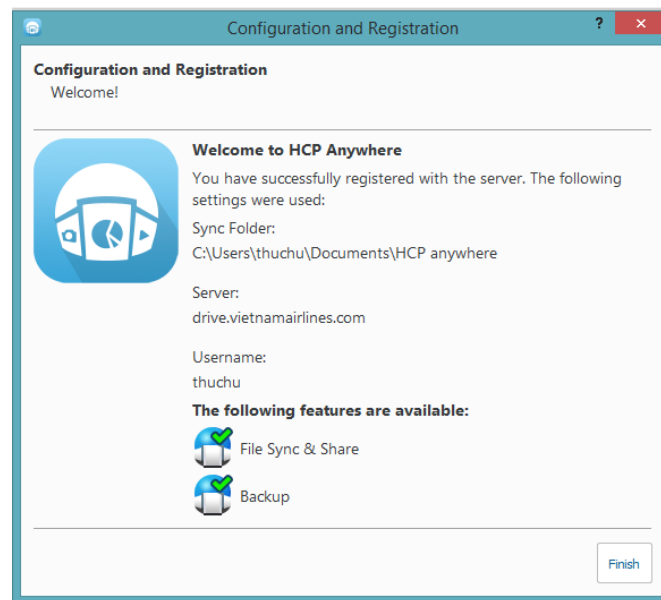 Configuration and Registration
? ×
Configuration and Registration
Welcome!
Welcome to HCP Anywhere
You have successfully registered with the server. The following
settings were used:
Sync Folder:
C:\Users\thuchu\Documents\HCP anywhere
Server:
drive.vietnamairlines.com
Username:
thuchu
The following features are available:
File Sync & Share
Backup
Finish